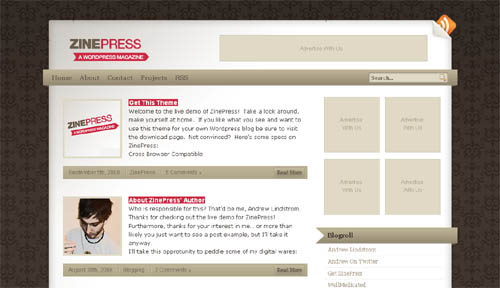 ZINEPRESS
A WORDPRESS MAGAZINE
Advertise With Us
Home About Contact Projects RSS
Search...
ZINEPRESS
A WORDPRESS MAGAZINE
Get This Theme
Welcome to the live demo of ZinePress! Take a look around,
make yourself at home. If you like what you see and want to
use this theme for your own Wordpress blog be sure to visit
the download page. Not convinced? Here's some specs on
ZinePress:
Cross Browser Compatible
September 5th, 2008 ZinePress 8 Comments »
Read More
Advertise
With Us
Advertise
With Us
Advertise
With Us
Advertise
With Us
About ZinePress' Author
Who is responsible for this? That'd be me, Andrew Lindstrom.
Thanks for checking out the live demo for ZinePress!
Furthermore, thanks for your interest in me... or more than
likely you just want to see a post example, but I'll take it
anyway.
I'll take this opportunity to peddle some of my digital wares:
August 30th, 2008 Blogging 2 Comments »
Read More
Blogroll
Andrew Lindstrom
Andrew On Twitter
Get ZinePress
WellMedicated